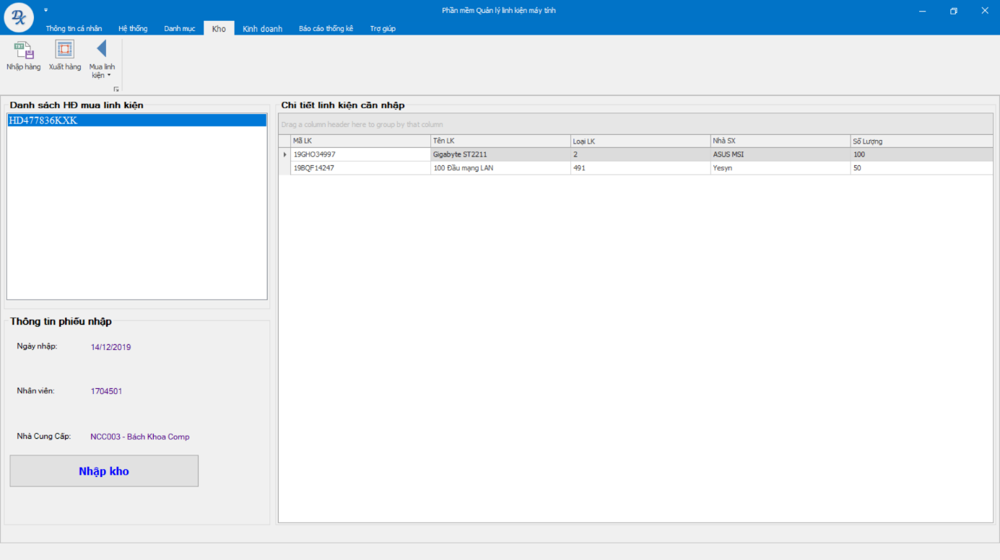 DX
Phần mềm Quản lý linh kiện máy tính
Thông tin cá nhân Hệ thống Danh mục Kho Kinh doanh Báo cáo thống kê Trợ giúp
TXT
Nhập hàng Xuất hàng Mua linh
kiện
Danh sách HĐ mua linh kiện
HD477836KXK
Chi tiết linh kiện cần nhập
Drag a column header here to group by that column
Mã LK Tên LK Loại LK Nhà SX Số Lượng
19GHO34997 Gigabyte ST2211 2 ASUS MSI 100
19BQF14247 100 Đầu mạng LAN 491 Yesyn 50
Thông tin phiếu nhập
Ngày nhập: 14/12/2019
Nhân viên: 1704501
Nhà Cung Cấp: NCC003 - Bách Khoa Comp
Nhập kho